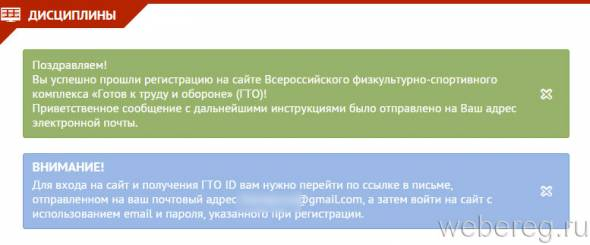 ДИСЦИПЛИНЫ
Поздравляем!
Вы успешно прошли регистрацию на сайте Всероссийского физкультурно-спортивного
комплекса «Готов к труду и обороне» (ГТО)!
Приветственное сообщение с дальнейшими инструкциями было отправлено на Ваш адрес
электронной почты.
ВНИМАНИЕ!
Для входа на сайт и получения ГТО ID вам нужно перейти по ссылке в письме,
отправленном на ваш почтовый адрес @gmail.com, а затем войти на сайт с
использованием email и пароля, указанного при регистрации.
webereg.ru